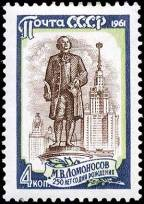 ПОЧТА СССР 1961
4 КОП.
М.В.ЛОМОНОСОВ
250 ЛЕТ СО ДНЯ РОЖДЕНИЯ